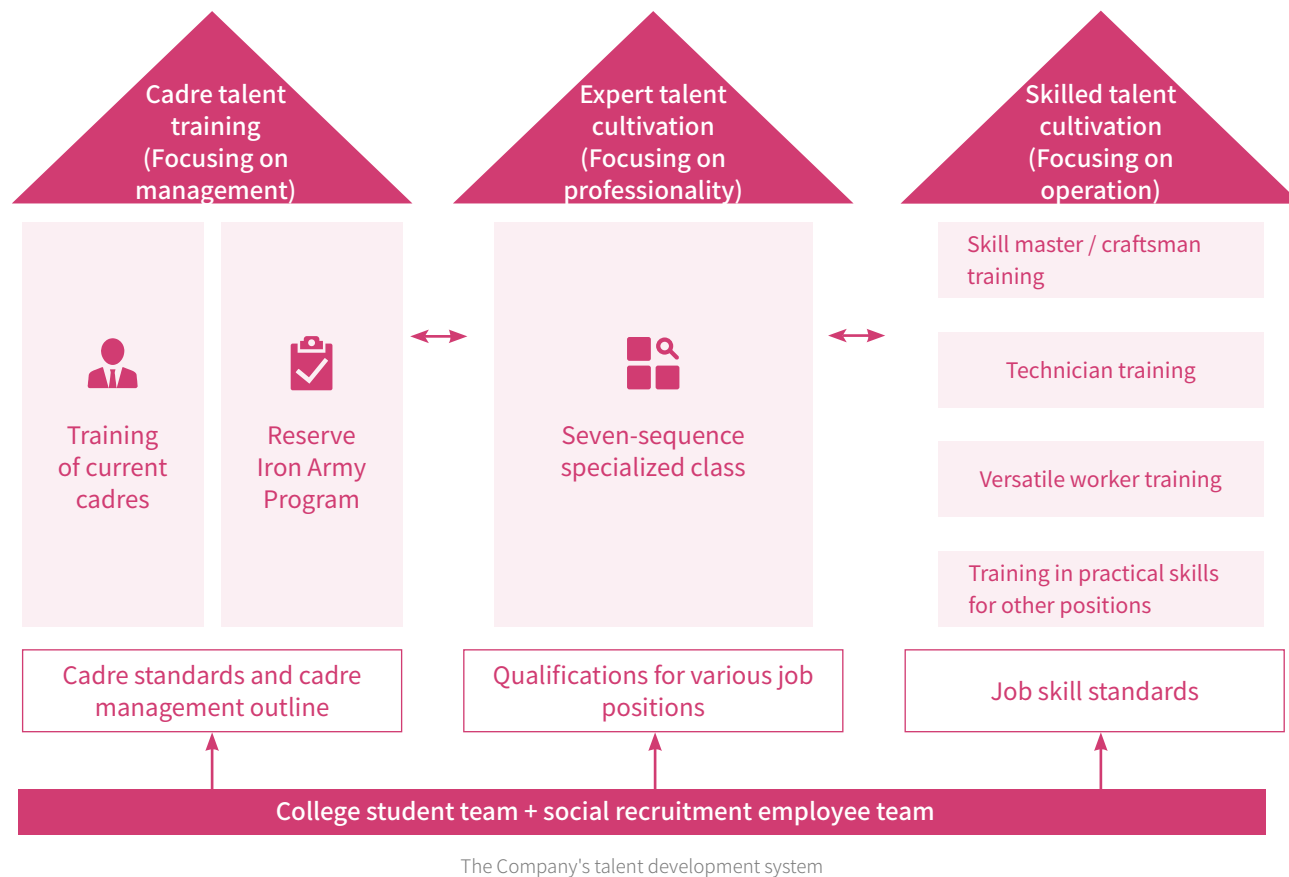 Cadre talent
training
(Focusing on
management)
Expert talent
cultivation
(Focusing on
professionality)
Skilled talent
cultivation
(Focusing on
operation)
Training
of current
cadres
Reserve
Iron Army
Program
Seven-sequence
specialized class
Skill master / craftsman
training
Technician training
Versatile worker training
Training in practical skills
for other positions
Cadre standards and cadre
management outline
Qualifications for various job
positions
Job skill standards
College student team + social recruitment employee team
The Company's talent development system